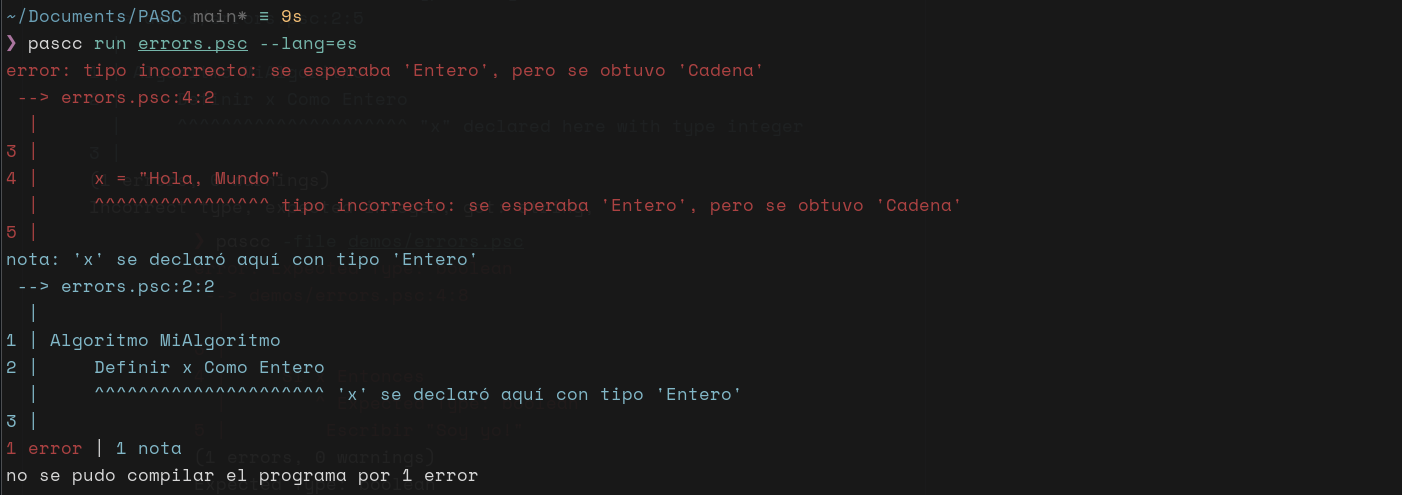 ~/Documents/PASC main* ≡ 9s
❯ pascc run errors.psc --lang=es
error: tipo incorrecto: se esperaba 'Entero', pero se obtuvo 'Cadena'
 --> errors.psc:4:2
  |
3 |
4 |     x = "Hola, Mundo"
  |     ^^^^^^^^^^^^^^^^ tipo incorrecto: se esperaba 'Entero', pero se obtuvo 'Cadena'
5 |
nota: 'x' se declaró aquí con tipo 'Entero'
 --> errors.psc:2:2
  |
1 | Algoritmo MiAlgoritmo
2 |     Definir x Como Entero
  |     ^^^^^^^^^^^^^^^^^^^^^ 'x' se declaró aquí con tipo 'Entero'
3 |
1 error | 1 nota
no se pudo compilar el programa por 1 error